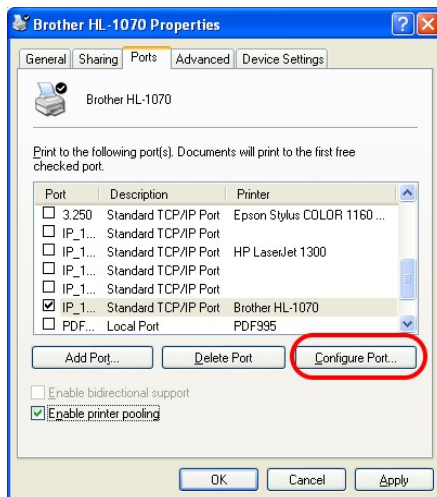 Brother HL-1070 Properties
General Sharing Ports Advanced Device Settings
Brother HL-1070
Print to the following port(s). Documents will print to the first free
checked port.
Port Description Printer
3.250 Standard TCP/IP Port Epson Stylus COLOR 1160 ...
IP_1... Standard TCP/IP Port
IP_1... Standard TCP/IP Port HP LaserJet 1300
IP_1... Standard TCP/IP Port
IP_1... Standard TCP/IP Port
IP_1... Standard TCP/IP Port Brother HL-1070
PDF... Local Port PDF995
Add Port... Delete Port Configure Port...
Enable bidirectional support
Enable printer pooling
OK Cancel Apply